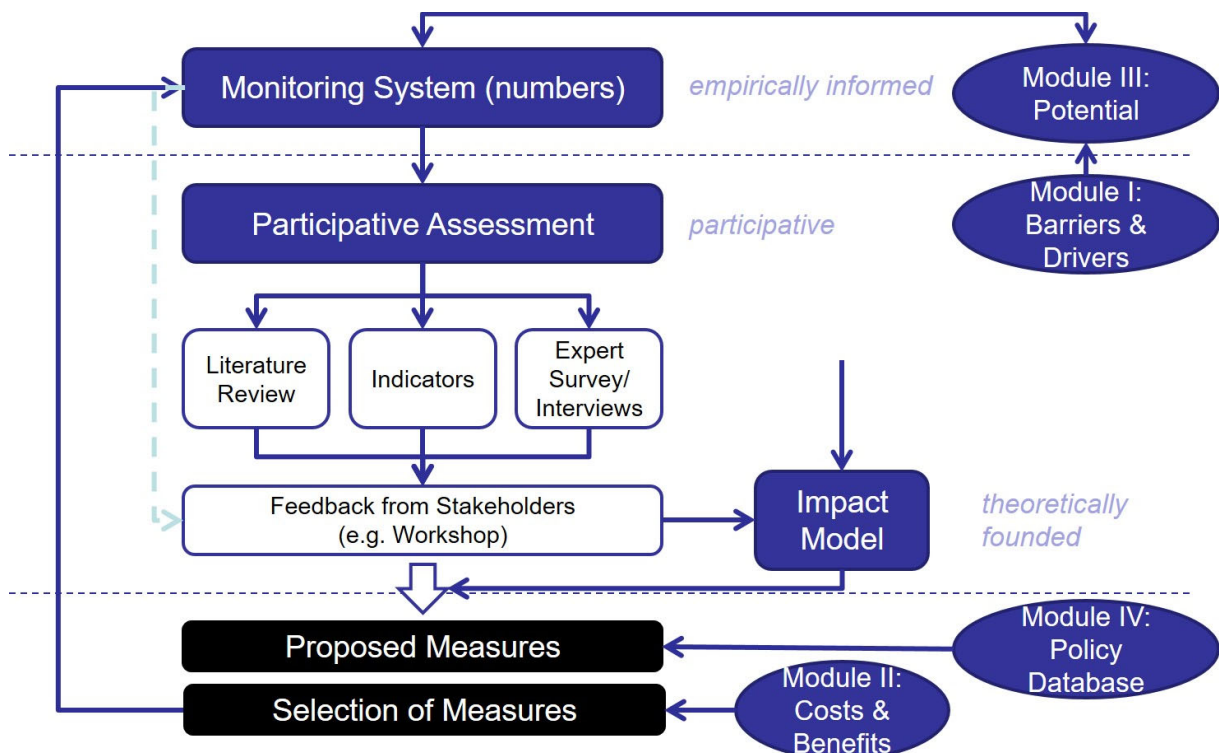 Monitoring System (numbers)
empirically informed
Module III:
Potential
Participative Assessment
participative
Module I:
Barriers &
Drivers
Literature
Review
Indicators
Expert
Survey/
Interviews
Feedback from Stakeholders
(e.g. Workshop)
Impact
Model
theoretically
founded
Proposed Measures
Module IV:
Policy
Database
Selection of Measures
Module II:
Costs &
Benefits